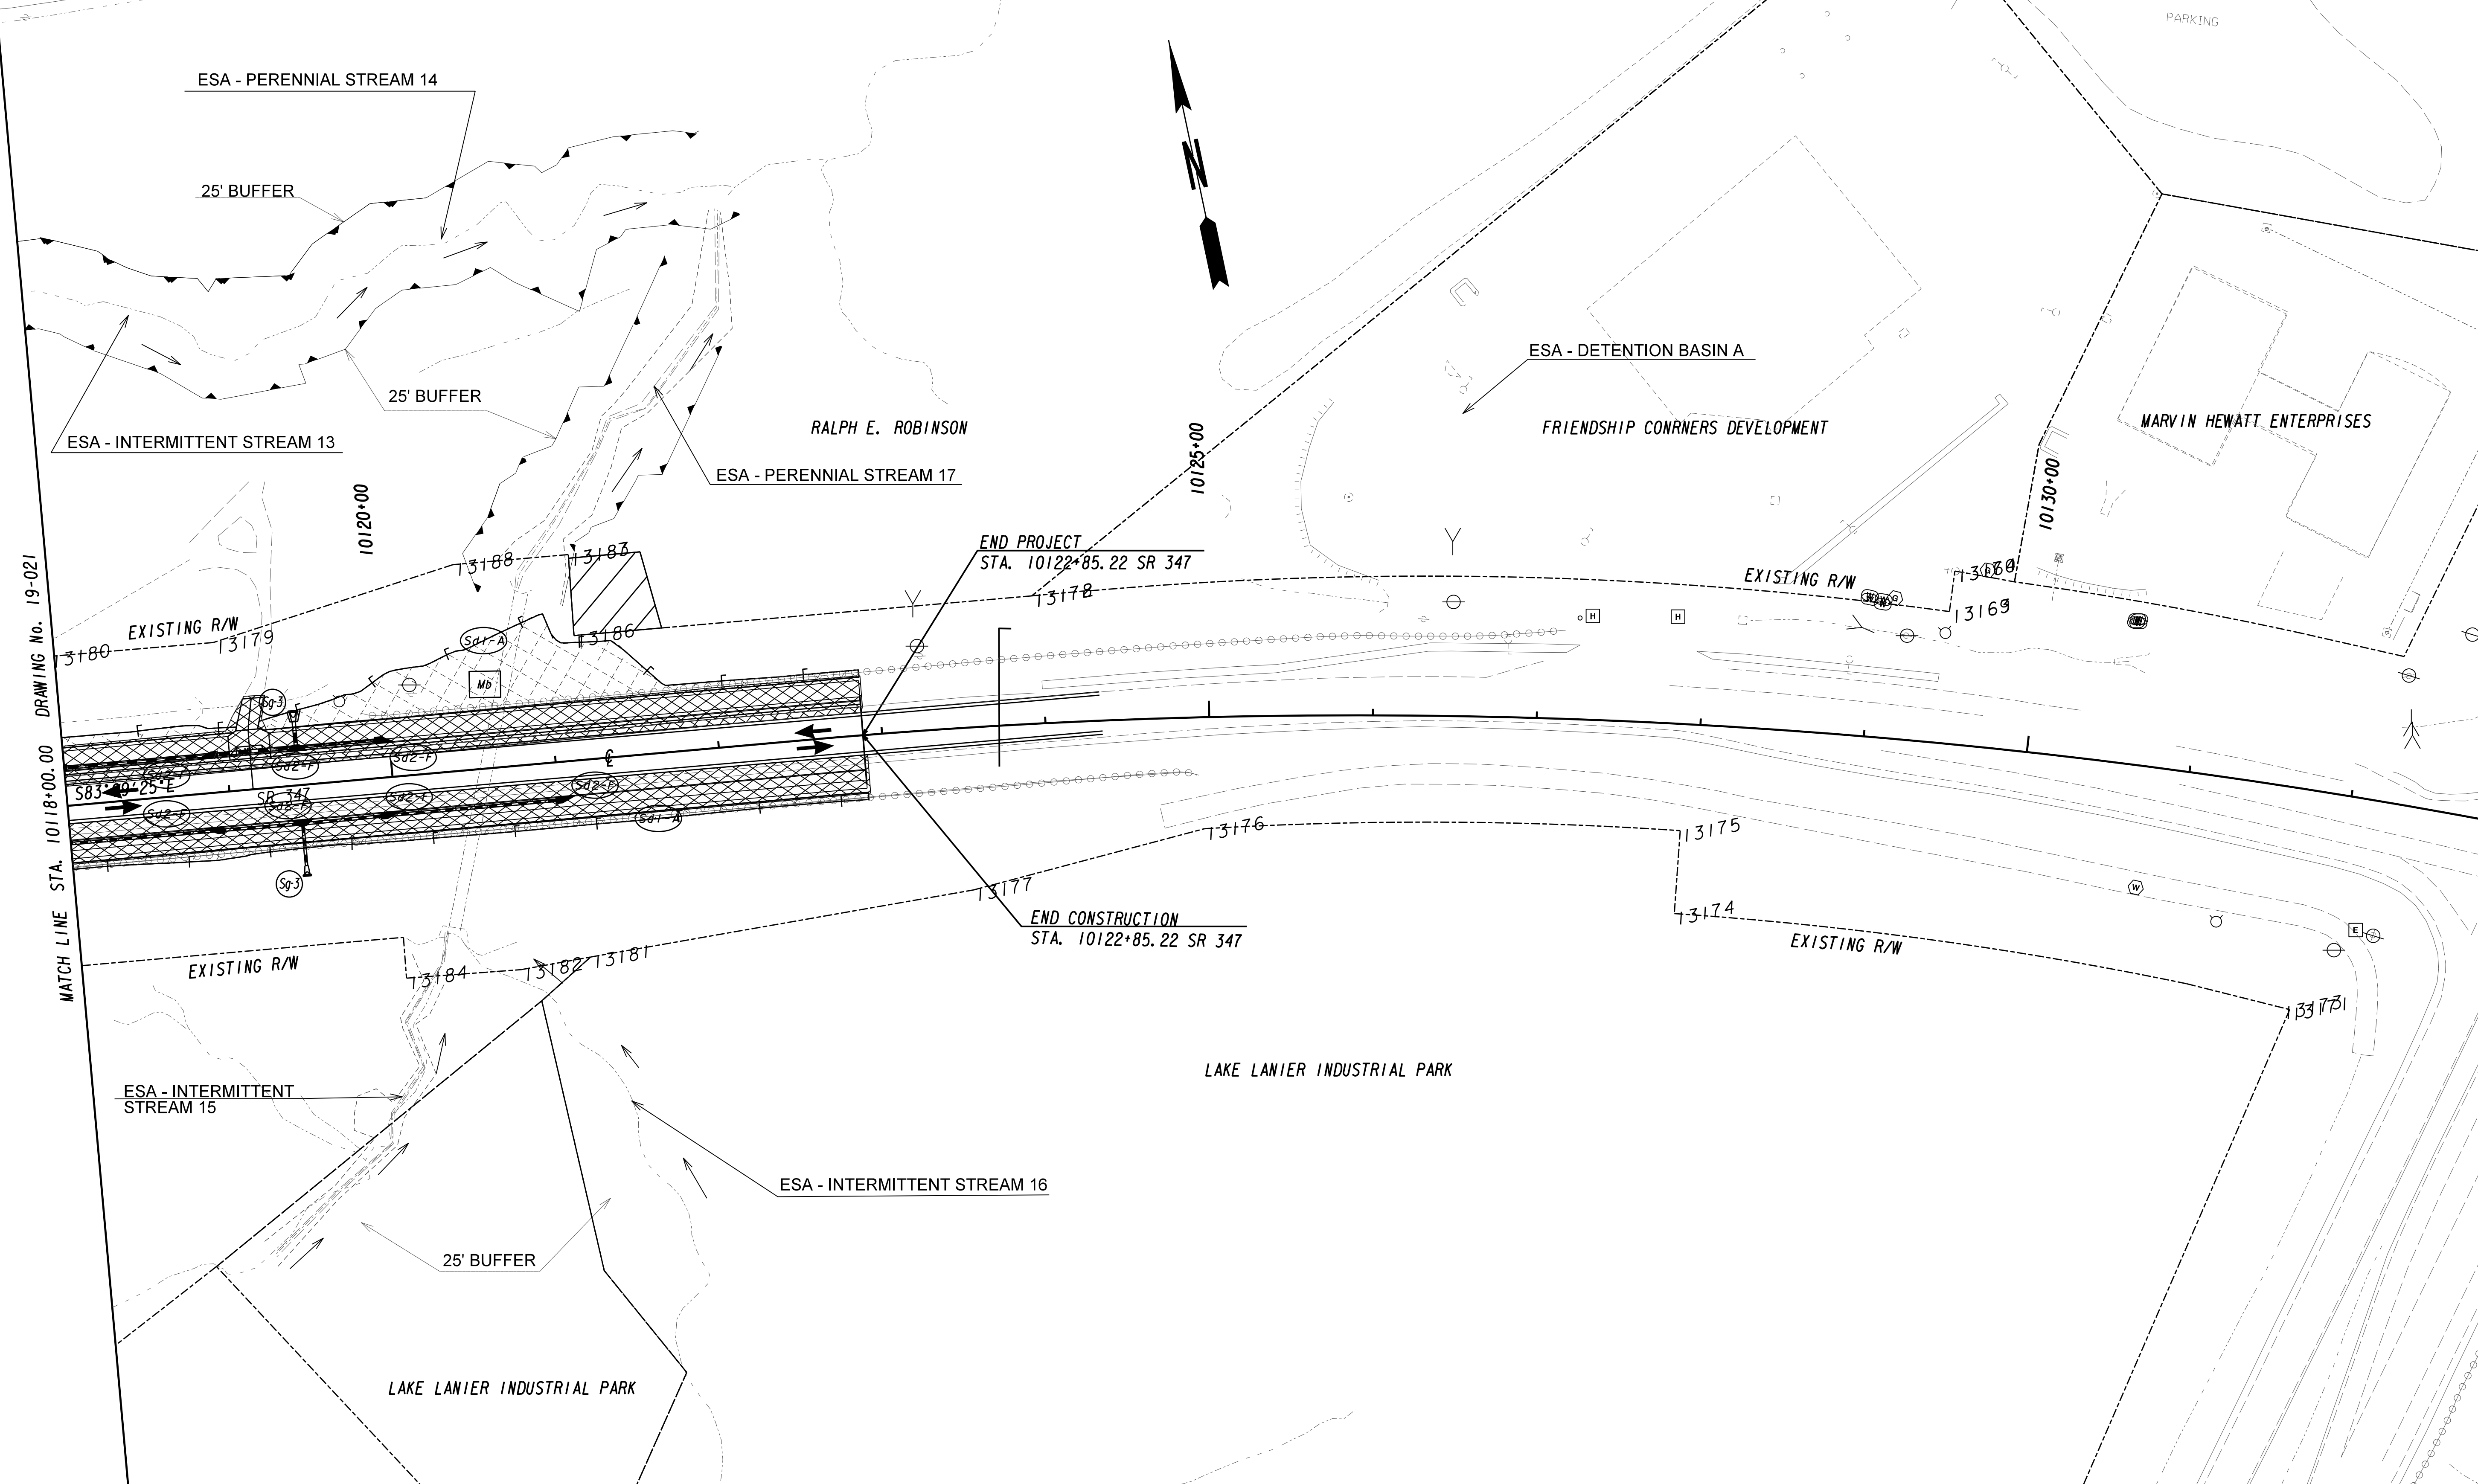 PARKING
ESA - PERENNIAL STREAM 14
25' BUFFER
N
ESA - DETENTION BASIN A
25' BUFFER
RALPH E. ROBINSON
FRIENDSHIP CONRNERS DEVELOPMENT
MARVIN HEWATT ENTERPRISES
ESA - INTERMITTENT STREAM 13
ESA - PERENNIAL STREAM 17
10120+00
10125+00
10130+00
END PROJECT
STA. 10122+85.22 SR 347
13188
13183
13178
EXISTING R/W
13169
H
H
G
EXISTING R/W
13180
13179
13186
Sd1-A
Mb
Sg-3
Sd2-F
Sd2-F
Sd2-F
S83°
25"E
SR 347
Sd2-F
Sd2-F
Sd2-F
Sd2-F
Sd1-A
Sg-3
MATCH LINE STA. 10118+00.00 DRAWING No. 19-021
13176
13175
13177
13174
W
E
END CONSTRUCTION
STA. 10122+85.22 SR 347
EXISTING R/W
EXISTING R/W
13184
13182
13181
LAKE LANIER INDUSTRIAL PARK
ESA - INTERMITTENT
STREAM 15
ESA - INTERMITTENT STREAM 16
25' BUFFER
LAKE LANIER INDUSTRIAL PARK